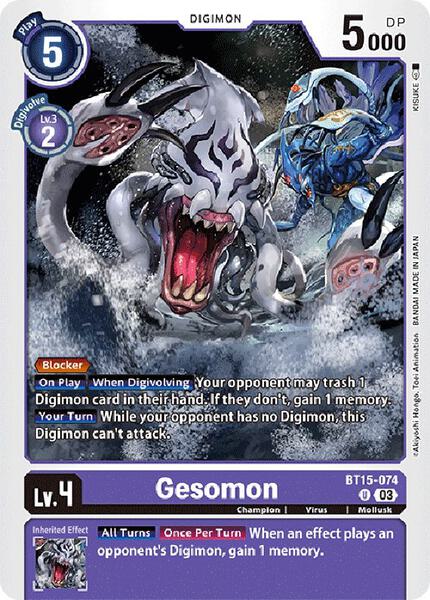 Play
5
DIGIMON
5000 DP
Digivolve
Lv.3
2
KISUKE
©Akiyoshi Hongo, Toei Animation BANDAI MADE IN JAPAN
Blocker
On Play When Digivolving Your opponent may trash 1
Digimon card in their hand. If they don't, gain 1 memory.
Your Turn While your opponent has no Digimon, this
Digimon can't attack.
BT15-074
Lv.4 Gesomon U 03
Champion Virus Mollusk
Inherited Effect
All Turns Once Per Turn When an effect plays an
opponent's Digimon, gain 1 memory.